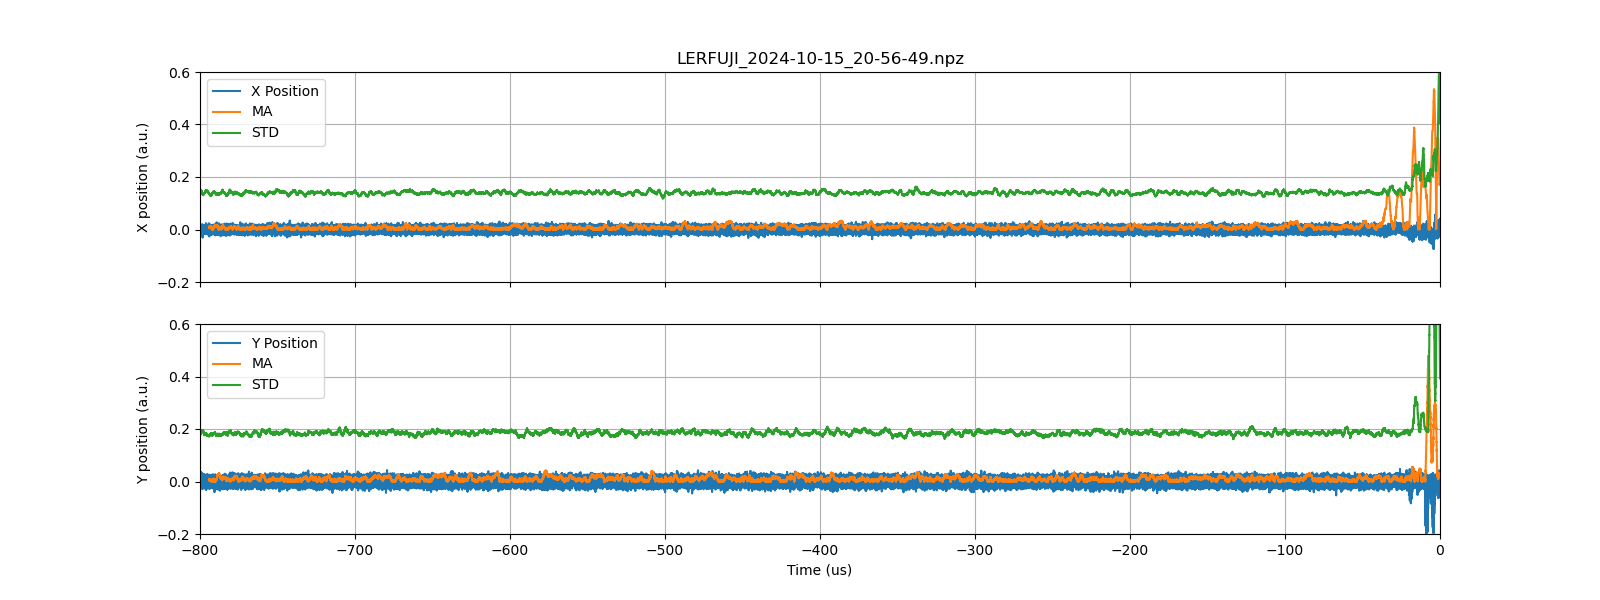 LERFUJI_2024-10-15_20-56-49.npz
0.6
0.4
0.2
0.0
−0.2
X position (a.u.)
X Position
MA
STD
0.6
0.4
0.2
0.0
−0.2
Y position (a.u.)
Y Position
MA
STD
−800 −700 −600 −500 −400 −300 −200 −100 0
Time (us)